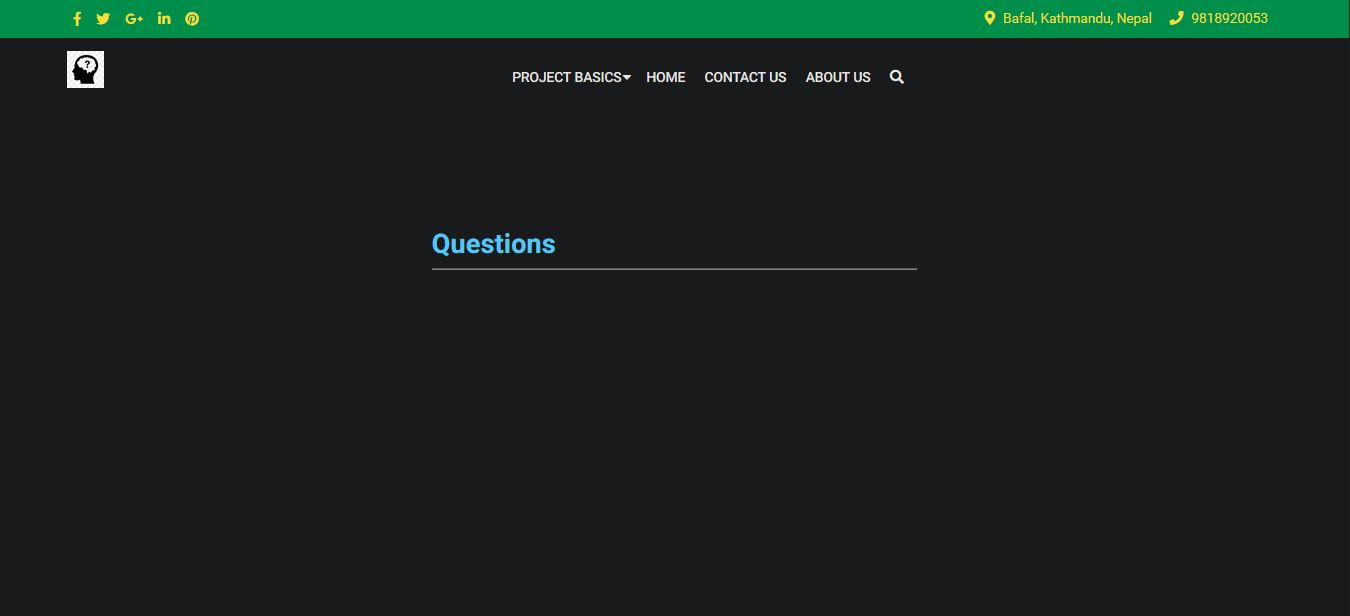 Bafal, Kathmandu, Nepal 9818920053
PROJECT BASICS HOME CONTACT US ABOUT US
Questions